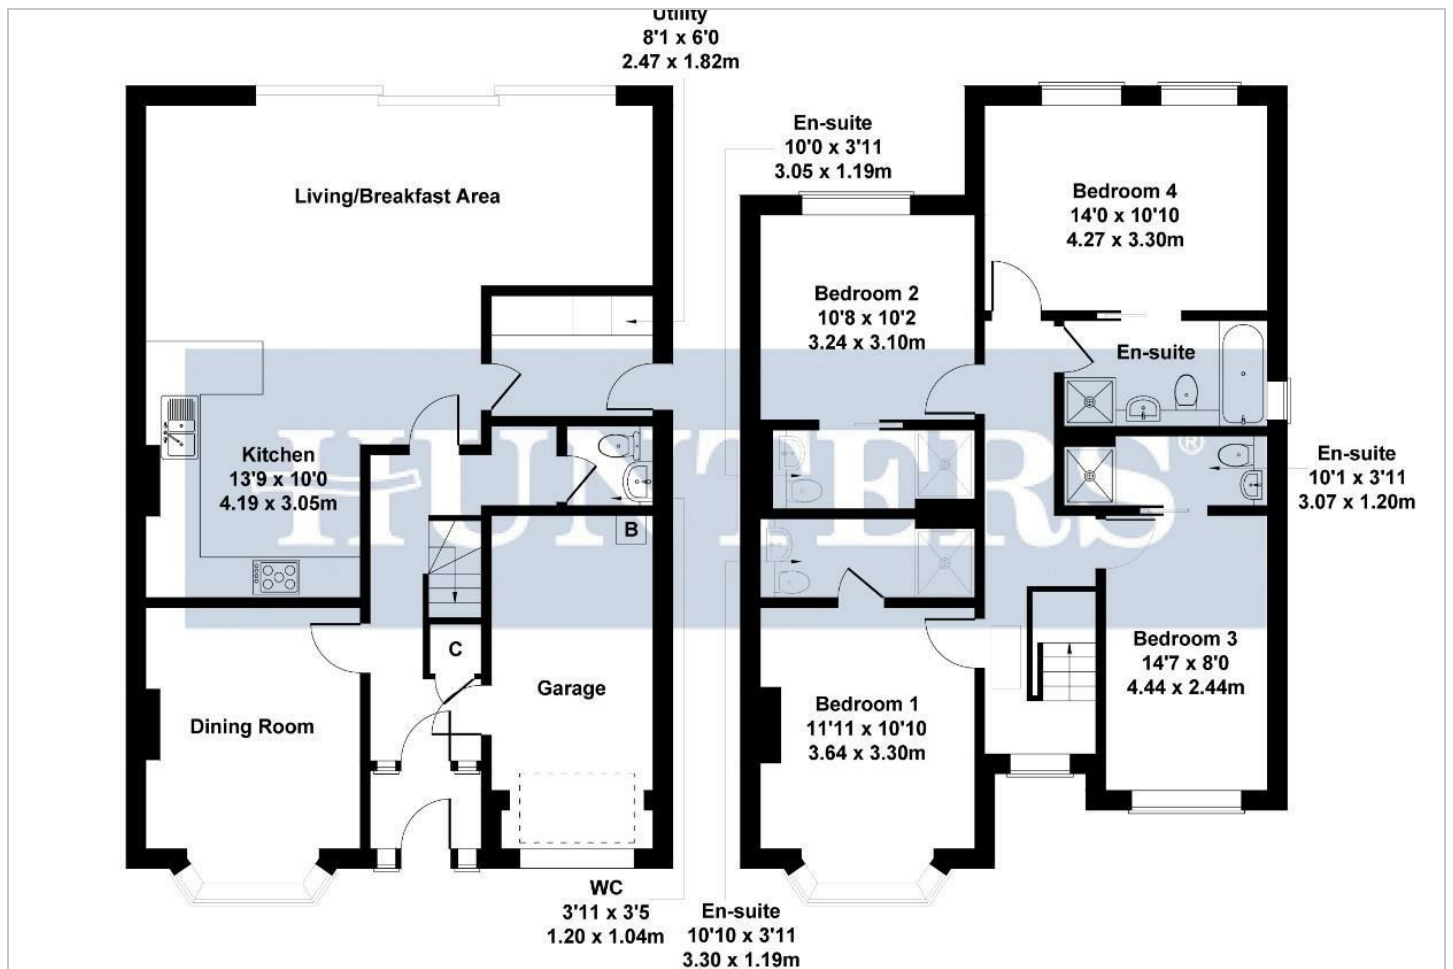 Utility
8'1 x 6'0
2.47 x 1.82m
Living/Breakfast Area
Kitchen
13'9 x 10'0
4.19 x 3.05m
B
C
Garage
Dining Room
WC
3'11 x 3'5
1.20 x 1.04m
En-suite
10'0 x 3'11
3.05 x 1.19m
Bedroom 4
14'0 x 10'10
4.27 x 3.30m
Bedroom 2
10'8 x 10'2
3.24 x 3.10m
En-suite
En-suite
10'1 x 3'11
3.07 x 1.20m
Bedroom 3
14'7 x 8'0
4.44 x 2.44m
Bedroom 1
11'11 x 10'10
3.64 x 3.30m
En-suite
10'10 x 3'11
3.30 x 1.19m
HUNTERS®